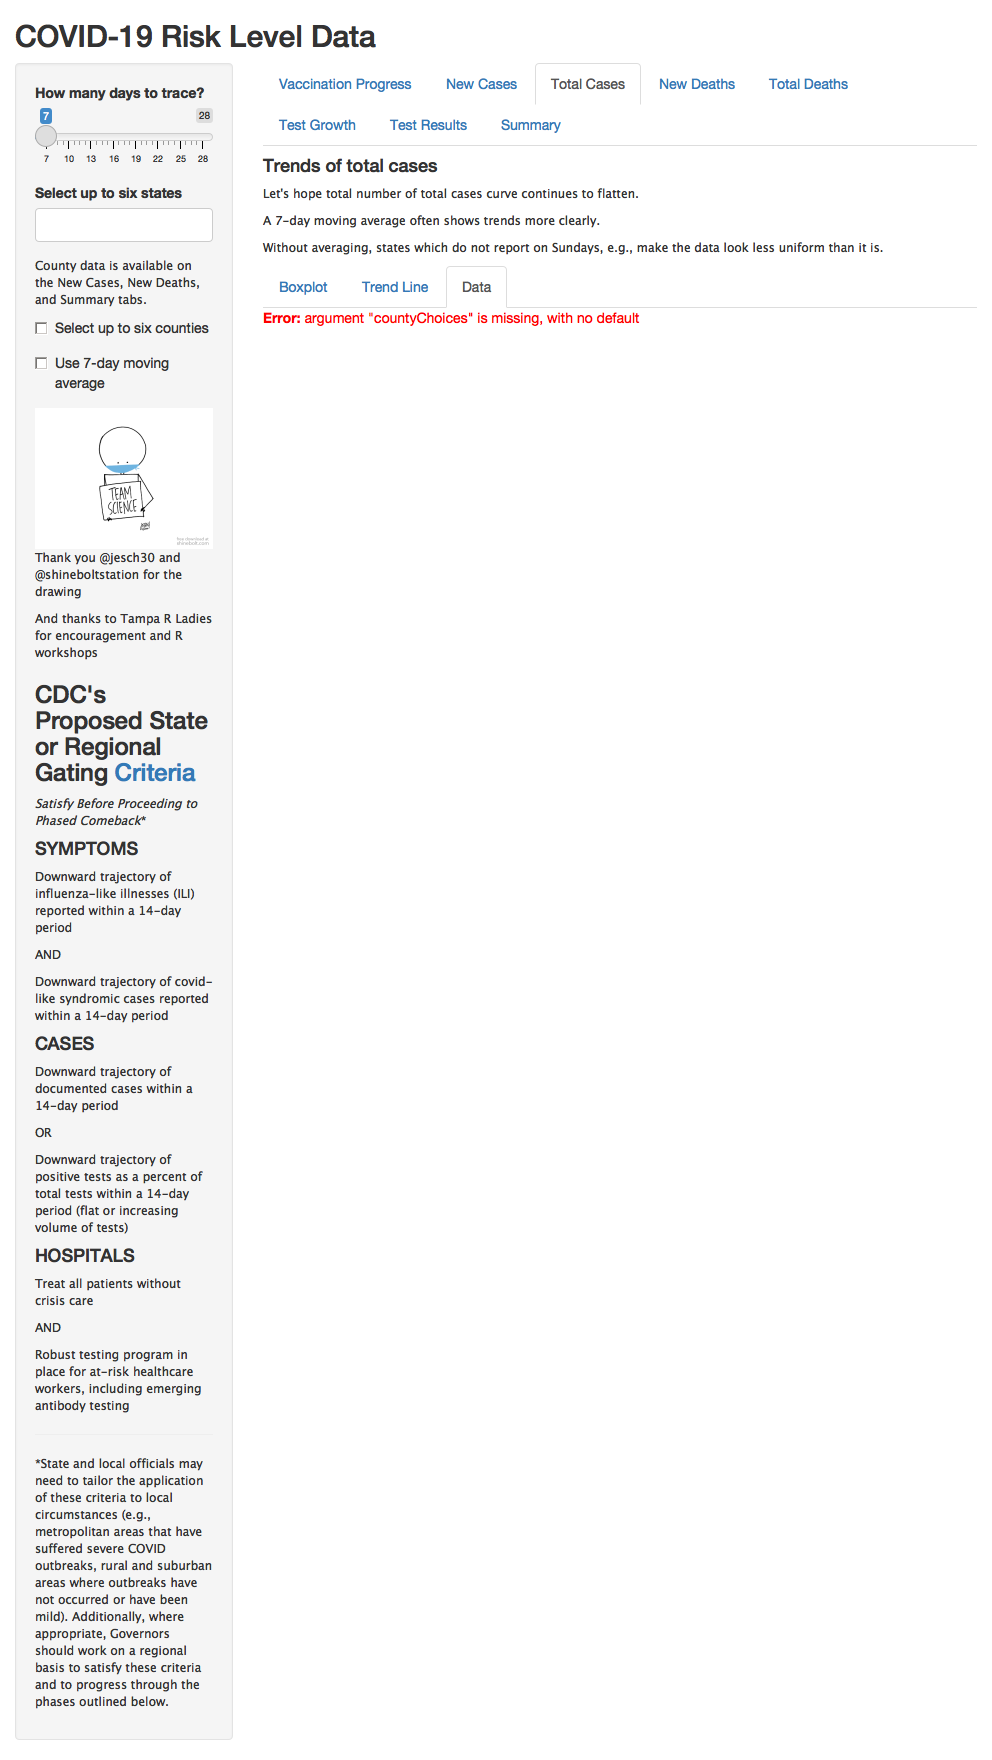 COVID-19 Risk Level Data
How many days to trace?
7
28
7 10 13 16 19 22 25 28
Select up to six states
County data is available on
the New Cases, New Deaths,
and Summary tabs.
Select up to six counties
Use 7-day moving
average
TEAM
SCIENCE
free download at
shinebolt.com
Thank you @jesch30 and
@shineboltstation for the
drawing
And thanks to Tampa R Ladies
for encouragement and R
workshops
CDC's
Proposed State
or Regional
Gating Criteria
Satisfy Before Proceeding to
Phased Comeback*
SYMPTOMS
Downward trajectory of
influenza-like illnesses (ILI)
reported within a 14-day
period
AND
Downward trajectory of covid-
like syndromic cases reported
within a 14-day period
CASES
Downward trajectory of
documented cases within a
14-day period
OR
Downward trajectory of
positive tests as a percent of
total tests within a 14-day
period (flat or increasing
volume of tests)
HOSPITALS
Treat all patients without
crisis care
AND
Robust testing program in
place for at-risk healthcare
workers, including emerging
antibody testing
*State and local officials may
need to tailor the application
of these criteria to local
circumstances (e.g.,
metropolitan areas that have
suffered severe COVID
outbreaks, rural and suburban
areas where outbreaks have
not occurred or have been
mild). Additionally, where
appropriate, Governors
should work on a regional
basis to satisfy these criteria
and to progress through the
phases outlined below.
Vaccination Progress New Cases Total Cases New Deaths Total Deaths
Test Growth Test Results Summary
Trends of total cases
Let's hope total number of total cases curve continues to flatten.
A 7-day moving average often shows trends more clearly.
Without averaging, states which do not report on Sundays, e.g., make the data look less uniform than it is.
Boxplot Trend Line Data
Error: argument "countyChoices" is missing, with no default